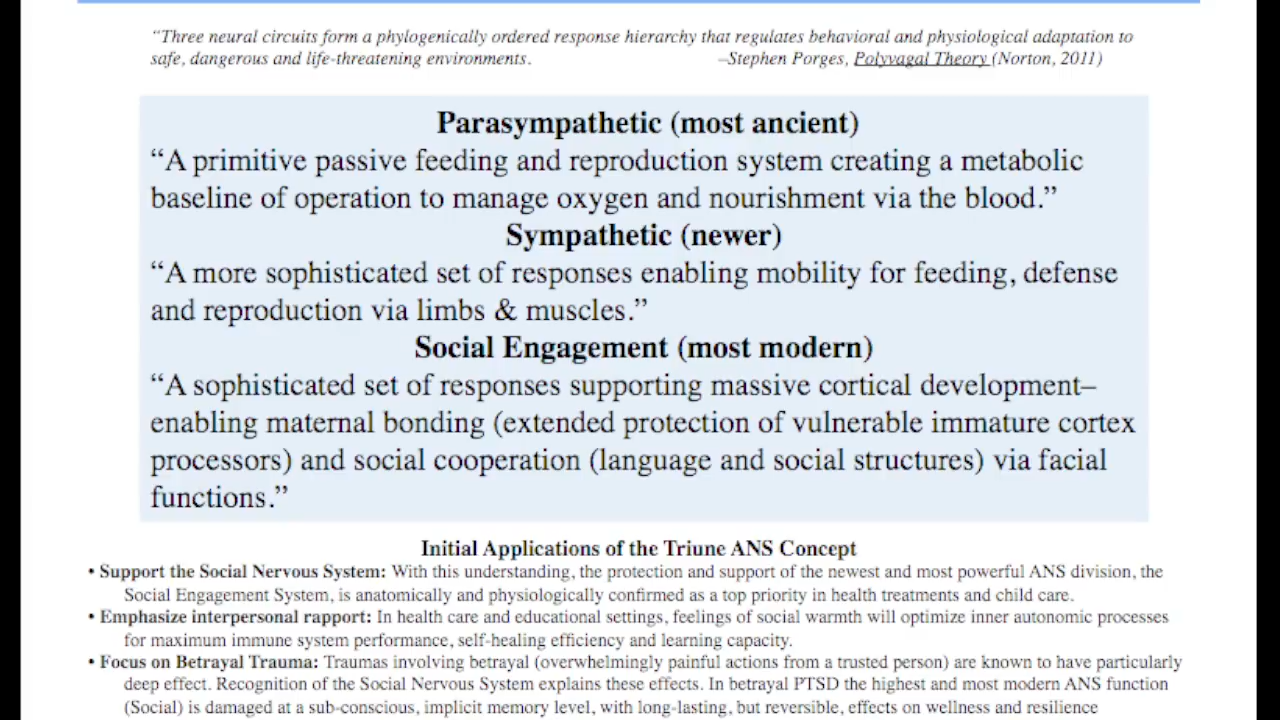 “Three neural circuits form a phylogenically ordered response hierarchy that regulates behavioral and physiological adaptation to
safe, dangerous and life-threatening environments. –Stephen Porges, Polyvagal Theory (Norton, 2011)
Parasympathetic (most ancient)
“A primitive passive feeding and reproduction system creating a metabolic
baseline of operation to manage oxygen and nourishment via the blood.”
Sympathetic (newer)
“A more sophisticated set of responses enabling mobility for feeding, defense
and reproduction via limbs & muscles.”
Social Engagement (most modern)
“A sophisticated set of responses supporting massive cortical development–
enabling maternal bonding (extended protection of vulnerable immature cortex
processors) and social cooperation (language and social structures) via facial
functions.”
Initial Applications of the Triune ANS Concept
• Support the Social Nervous System: With this understanding, the protection and support of the newest and most powerful ANS division, the
Social Engagement System, is anatomically and physiologically confirmed as a top priority in health treatments and child care.
• Emphasize interpersonal rapport: In health care and educational settings, feelings of social warmth will optimize inner autonomic processes
for maximum immune system performance, self-healing efficiency and learning capacity.
• Focus on Betrayal Trauma: Traumas involving betrayal (overwhelmingly painful actions from a trusted person) are known to have particularly
deep effect. Recognition of the Social Nervous System explains these effects. In betrayal PTSD the highest and most modern ANS function
(Social) is damaged at a sub-conscious, implicit memory level, with long-lasting, but reversible, effects on wellness and resilience